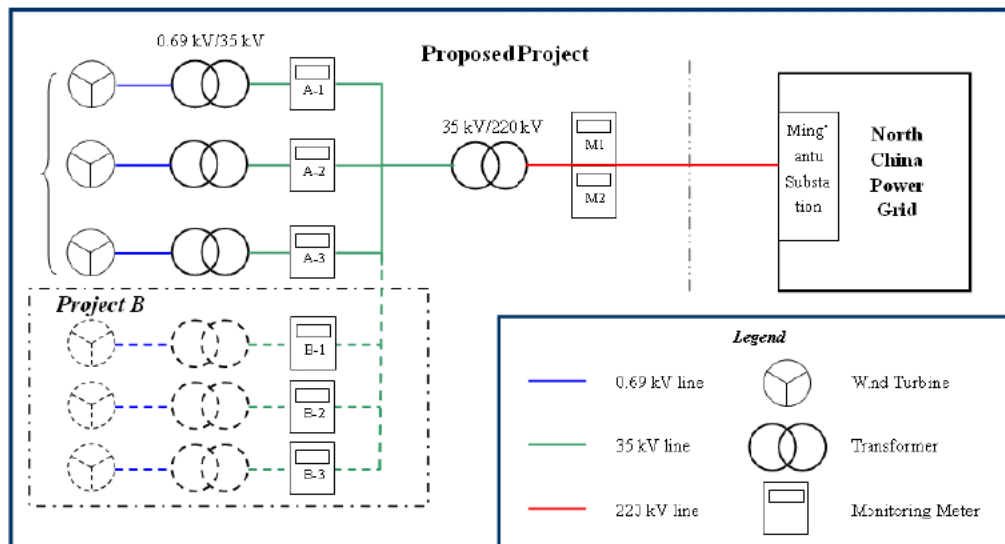 0.69 kV/35 kV
Proposed Project
A-1
A-2
A-3
35 kV/220 kV
M1
M2
Ming'
antu
Substa
tion
North
China
Power
Grid
Project B
B-1
B-2
B-3
Legend
0.69 kV line
Wind Turbine
35 kV line
Transformer
220 kV line
Monitoring Meter